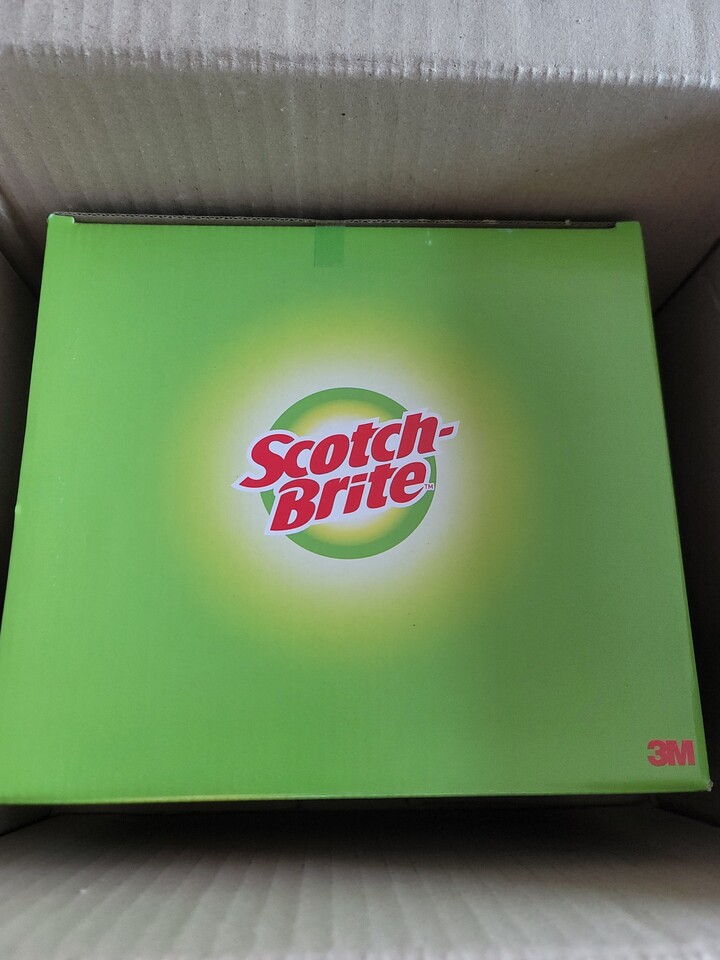 Scotch-
Brite™
3M